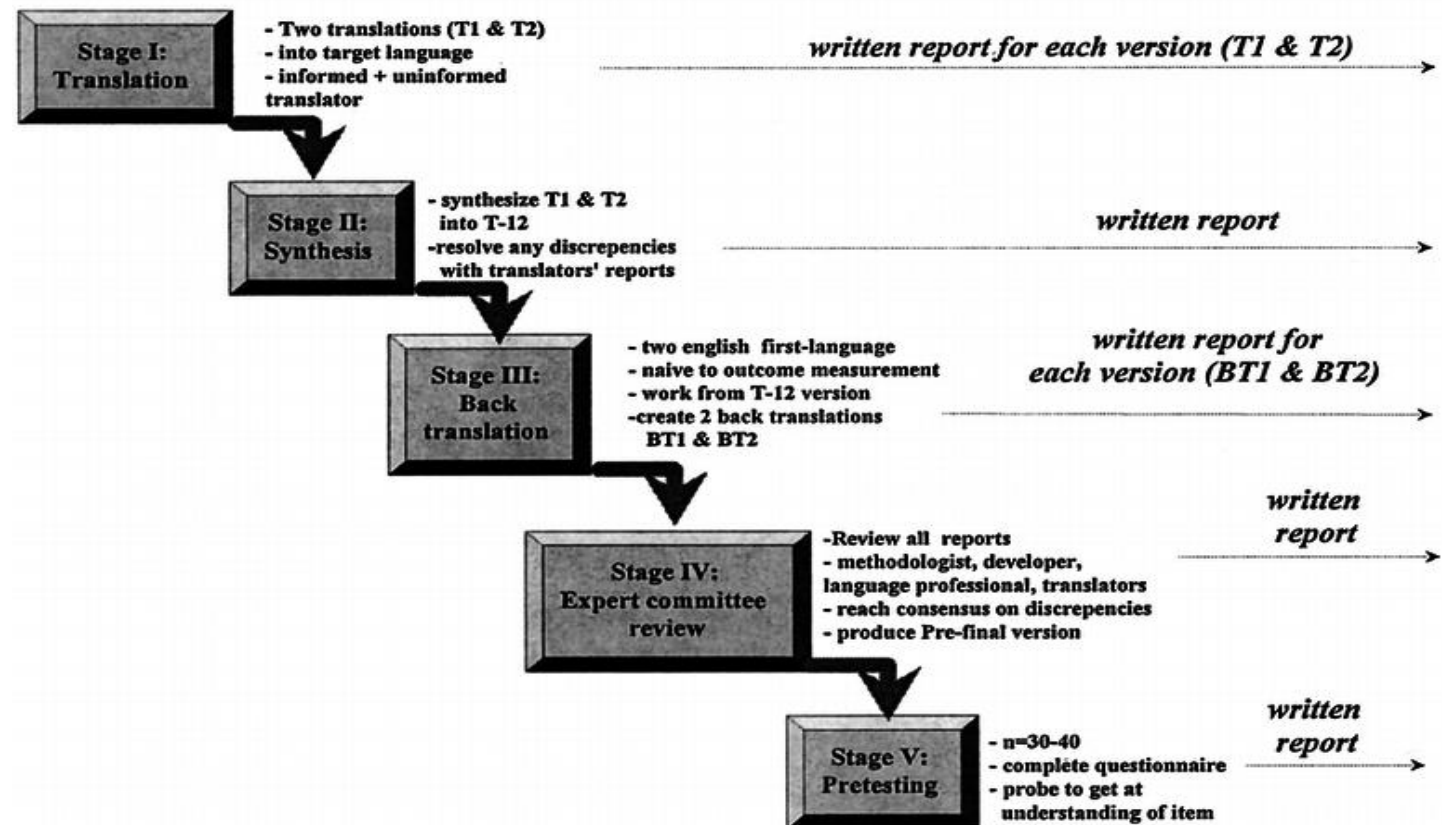 Stage I:
Translation
- Two translations (T1 & T2)
- into target language
- informed + uninformed
translator
written report for each version (T1 & T2)
Stage II:
Synthesis
- synthesize T1 & T2
into T-12
-resolve any discrepencies
with translators' reports
written report
Stage III:
Back
translation
- two english first-language
- naive to outcome measurement
- work from T-12 version
-create 2 back translations
BT1 & BT2
written report for
each version (BT1 & BT2)
Stage IV:
Expert committee
review
-Review all reports
- methodologist, developer,
language professional, translators
- reach consensus on discrepencies
- produce Pre-final version
written
report
Stage V:
Pretesting
- n=30-40
- complete questionnaire
- probe to get at
understanding of item
written
report